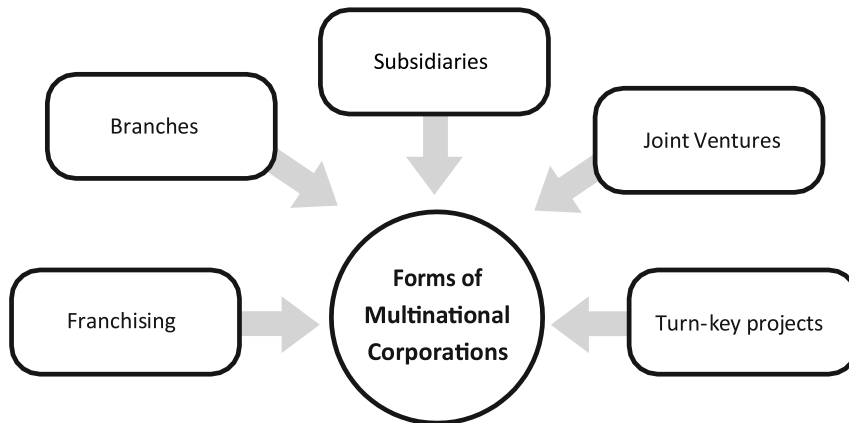 Subsidiaries
Branches
Joint Ventures
Franchising
Forms of
Multinational
Corporations
Turn-key projects